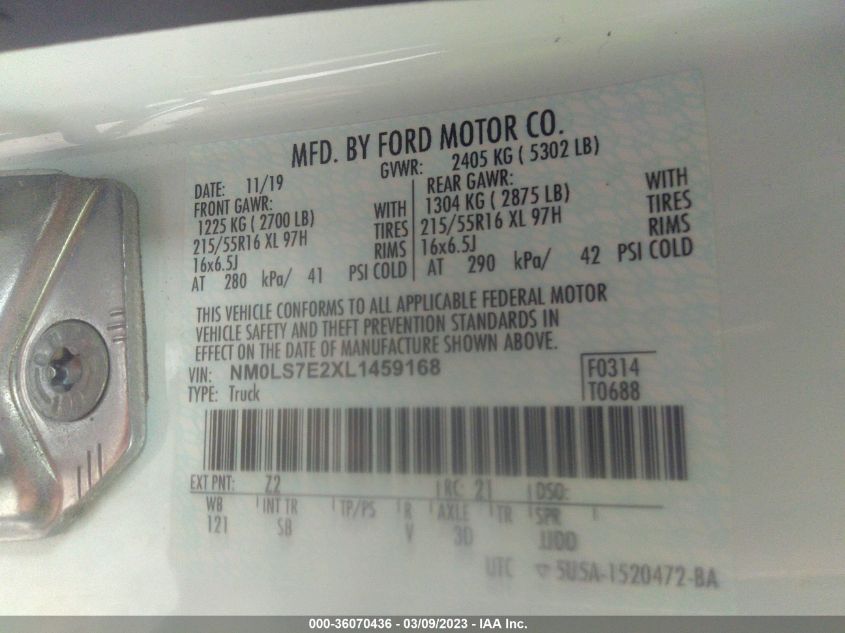 MFD. BY FORD MOTOR CO.
DATE: 11/19 GVWR: 2405 KG ( 5302 LB)
FRONT GAWR: REAR GAWR:
1225 KG ( 2700 LB) WITH 1304 KG ( 2875 LB) WITH
215/55R16 XL 97H TIRES 215/55R16 XL 97H TIRES
16x6.5J RIMS 16x6.5J RIMS
AT 280 kPa/ 41 PSI COLD AT 290 kPa/ 42 PSI COLD
THIS VEHICLE CONFORMS TO ALL APPLICABLE FEDERAL MOTOR
VEHICLE SAFETY AND THEFT PREVENTION STANDARDS IN
EFFECT ON THE DATE OF MANUFACTURE SHOWN ABOVE.
VIN: NM0LS7E2XL1459168 F0314
TYPE: Truck T0688
EXT PNT: Z2 RC: 21 DSO:
WB INT TR TP/PS R AXLE TR SPR
121 SB V 30 JJOO
UTC 5USA-1520472-BA
000-36070436 - 03/09/2023 - IAA Inc.